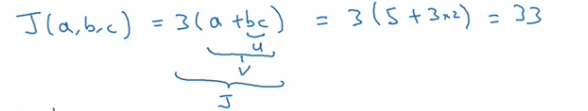 J(a,b,c) = 3(a+bc) = 3(5+3×2) = 33
u
V
J